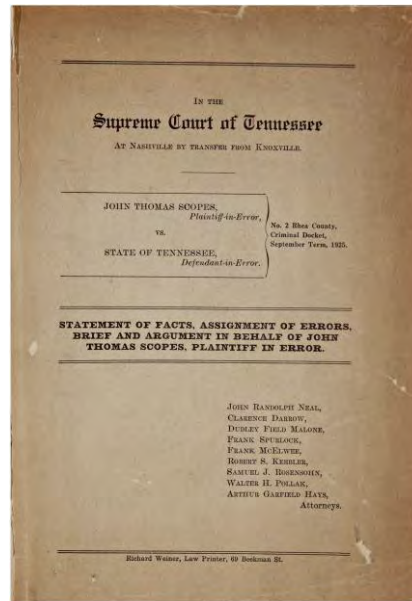 IN THE
Supreme Court of Tennessee
AT NASHVILLE BY TRANSFER FROM KNOXVILLE.
JOHN THOMAS SCOPES,
Plaintiff-in-Error,
vs.
STATE OF TENNESSEE,
Defendant-in-Error.
No. 2 Rhea County,
Criminal Docket,
September Term, 1925.
STATEMENT OF FACTS, ASSIGNMENT OF ERRORS,
BRIEF AND ARGUMENT IN BEHALF OF JOHN
THOMAS SCOPES, PLAINTIFF IN ERROR.
JOHN RANDOLPH NEAL,
CLARENCE DARROW,
DUDLEY FIELD MALONE,
FRANK SPURLOCK,
FRANK MCELWEE,
ROBERT S. KEEBLER,
SAMUEL J. ROSENSOHN,
WALTER H. POLLAK,
ARTHUR GARFIELD HAYS,
Attorneys.
Richard Weiner, Law Printer, 69 Beekman St.